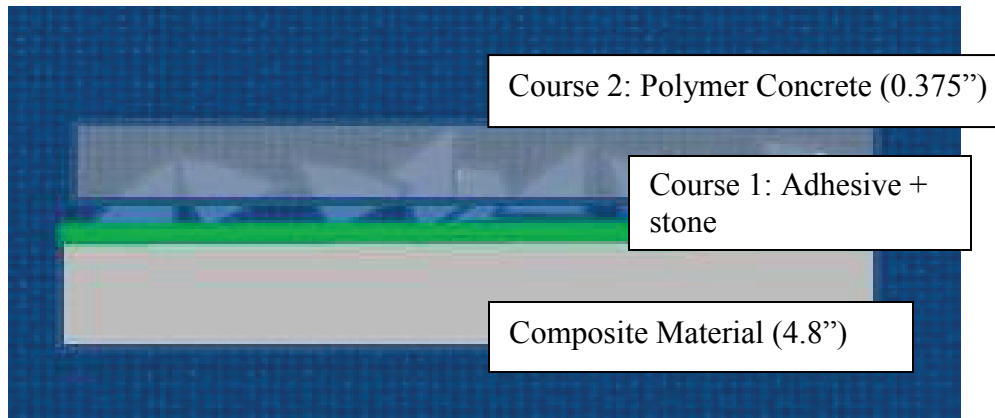 Course 2: Polymer Concrete (0.375”)
Course 1: Adhesive +
stone
Composite Material (4.8”)